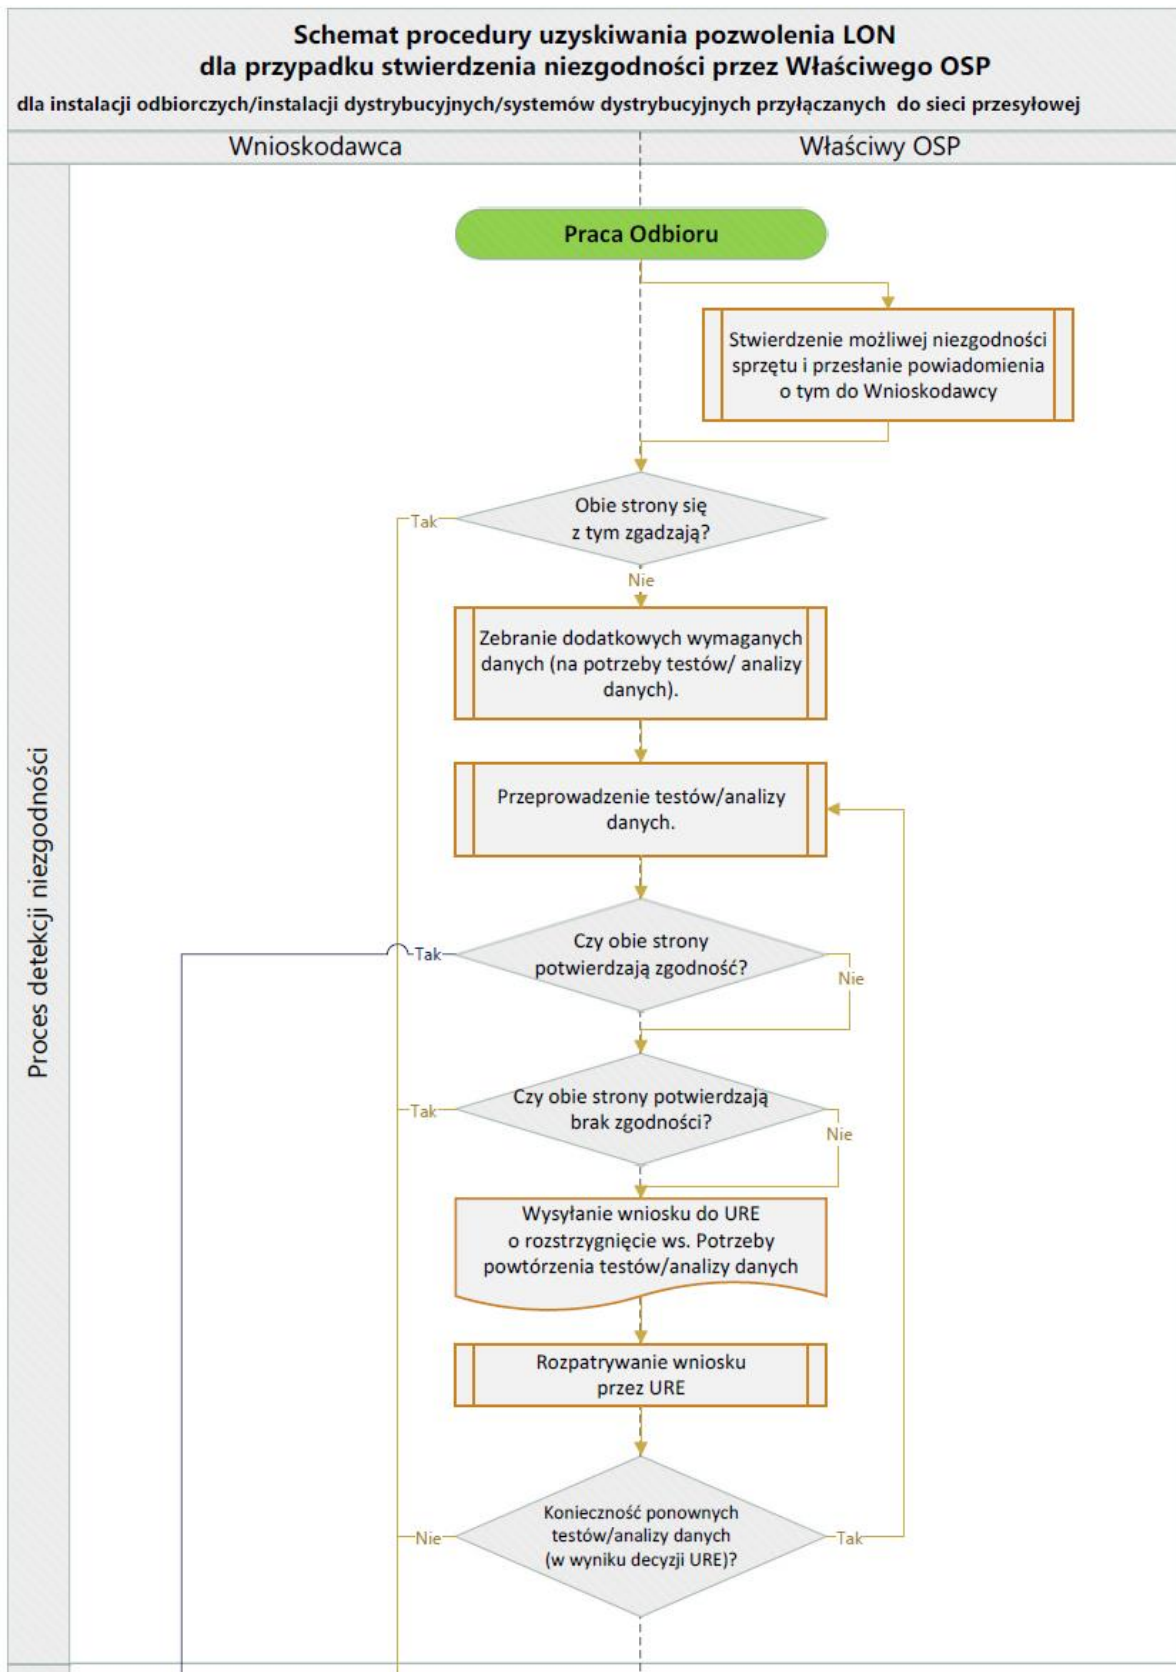 Schemat procedury uzyskiwania pozwolenia LON
dla przypadku stwierdzenia niezgodności przez Właściwego OSP
dla instalacji odbiorczych/instalacji dystrybucyjnych/systemów dystrybucyjnych przyłączanych do sieci przesyłowej
Wnioskodawca
Właściwy OSP
Proces detekcji niezgodności
Praca Odbioru
Stwierdzenie możliwej niezgodności
sprzętu i przesłanie powiadomienia
o tym do Wnioskodawcy
Obie strony się
z tym zgadzają?
Tak
Nie
Zebranie dodatkowych wymaganych
danych (na potrzeby testów/ analizy
danych).
Przeprowadzenie testów/analizy
danych.
Czy obie strony
potwierdzają zgodność?
Tak
Nie
Czy obie strony potwierdzają
brak zgodności?
Tak
Nie
Wysyłanie wniosku do URE
o rozstrzygnięcie ws. Potrzeby
powtórzenia testów/analizy danych
Rozpatrywanie wniosku
przez URE
Konieczność ponownych
testów/analizy danych
(w wyniku decyzji URE)?
Nie
Tak